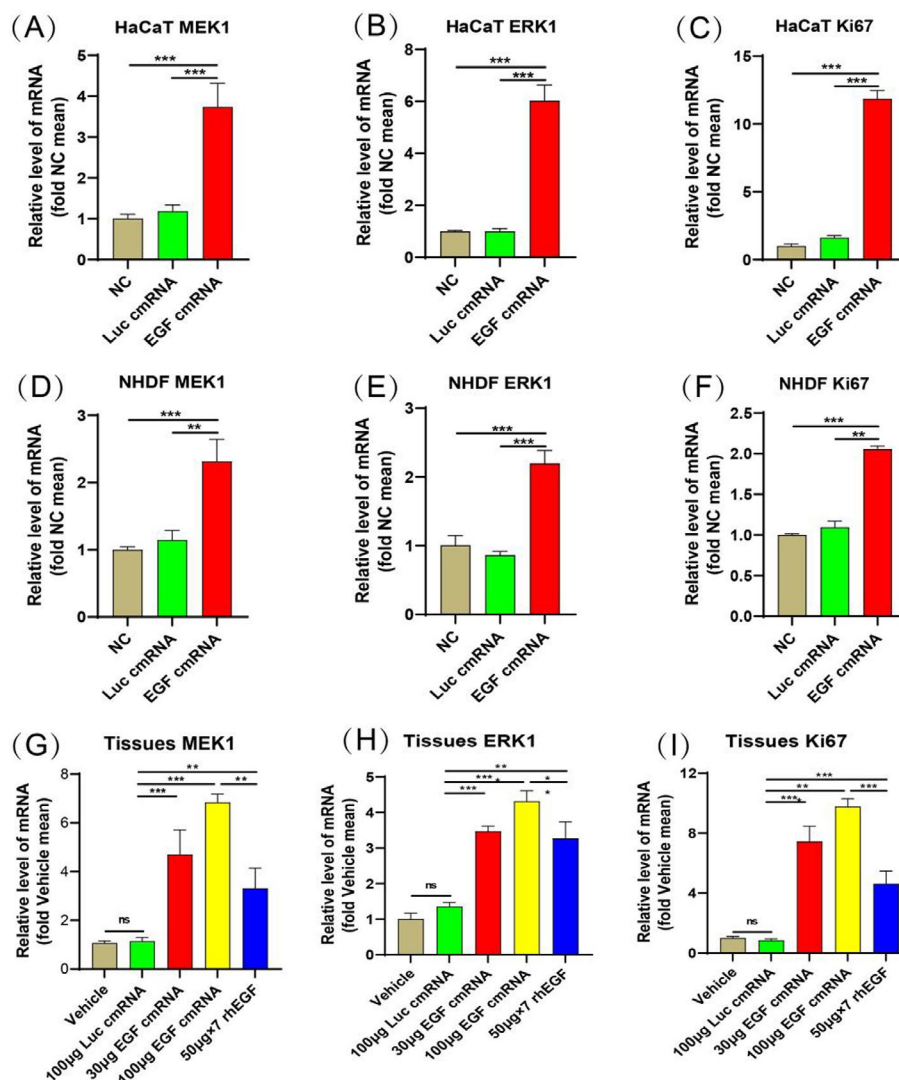 (A)
HaCaT MEK1
Relative level of mRNA
(fold NC mean)
5
4
3
2
1
0
***
***
NC
Luc cmRNA
EGF cmRNA
(B)
HaCaT ERK1
Relative level of mRNA
(fold NC mean)
8
6
4
2
0
***
***
NC
Luc cmRNA
EGF cmRNA
(C)
HaCaT Ki67
Relative level of mRNA
(fold NC mean)
15
10
5
0
***
***
NC
Luc cmRNA
EGF cmRNA
(D)
NHDF MEK1
Relative level of mRNA
(fold NC mean)
3
2
1
0
***
**
NC
Luc cmRNA
EGF cmRNA
(E)
NHDF ERK1
Relative level of mRNA
(fold NC mean)
3
2
1
0
***
***
NC
Luc cmRNA
EGF cmRNA
(F)
NHDF Ki67
Relative level of mRNA
(fold NC mean)
2.5
2.0
1.5
1.0
0.5
0.0
***
**
NC
Luc cmRNA
EGF cmRNA
(G)
Tissues MEK1
Relative level of mRNA
(fold Vehicle mean)
8
6
4
2
0
**
***
**
***
ns
Vehicle
100µg Luc cmRNA
30µg EGF cmRNA
100µg EGF cmRNA
50µg×7 rhEGF
(H)
Tissues ERK1
Relative level of mRNA
(fold Vehicle mean)
5
4
3
2
1
0
**
****
*
***
*
ns
Vehicle
100µg Luc cmRNA
30µg EGF cmRNA
100µg EGF cmRNA
50µg×7 rhEGF
(I)
Tissues Ki67
Relative level of mRNA
(fold Vehicle mean)
12
8
4
0
***
**
***
****
ns
Vehicle
100µg Luc cmRNA
30µg EGF cmRNA
100µg EGF cmRNA
50µg×7 rhEGF